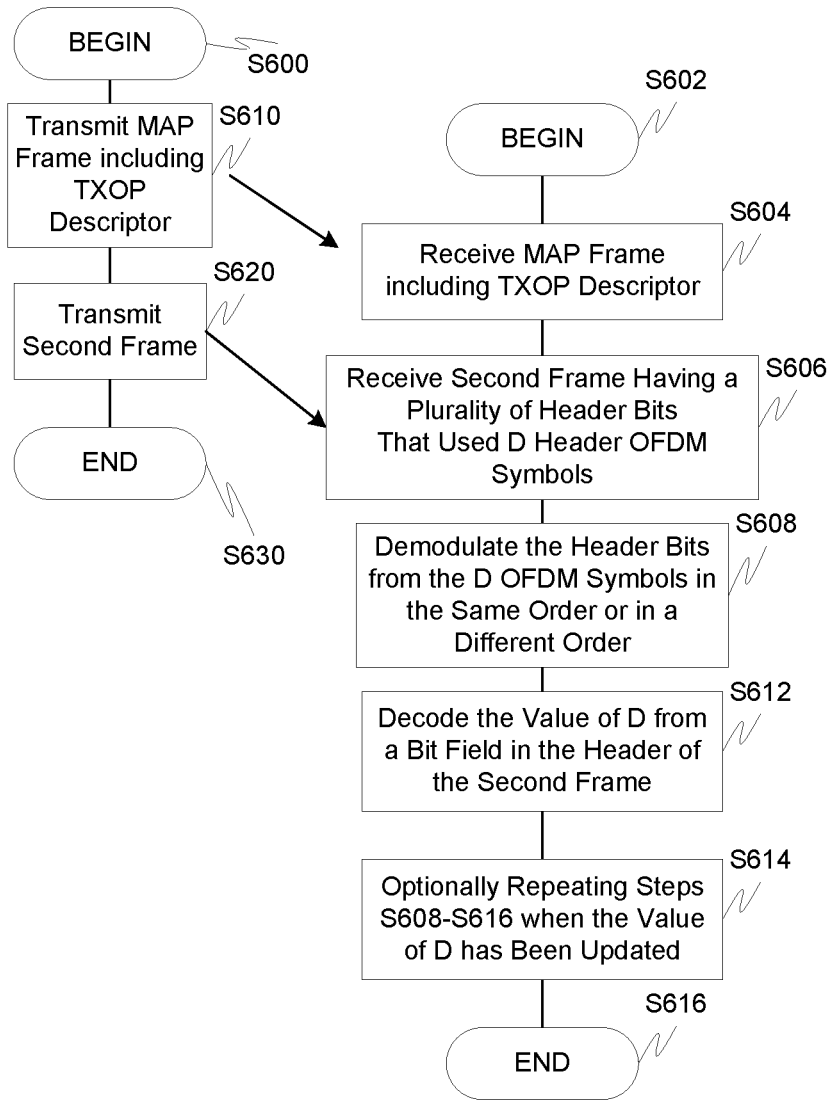 BEGIN
S600
Transmit MAP
Frame including
TXOP
Descriptor
S610
Transmit
Second Frame
S620
END
S630
BEGIN
S602
Receive MAP Frame
including TXOP Descriptor
S604
Receive Second Frame Having a
Plurality of Header Bits
That Used D Header OFDM
Symbols
S606
Demodulate the Header Bits
from the D OFDM Symbols in
the Same Order or in a
Different Order
S608
Decode the Value of D from
a Bit Field in the Header of
the Second Frame
S612
Optionally Repeating Steps
S608-S616 when the Value
of D has Been Updated
S614
END
S616